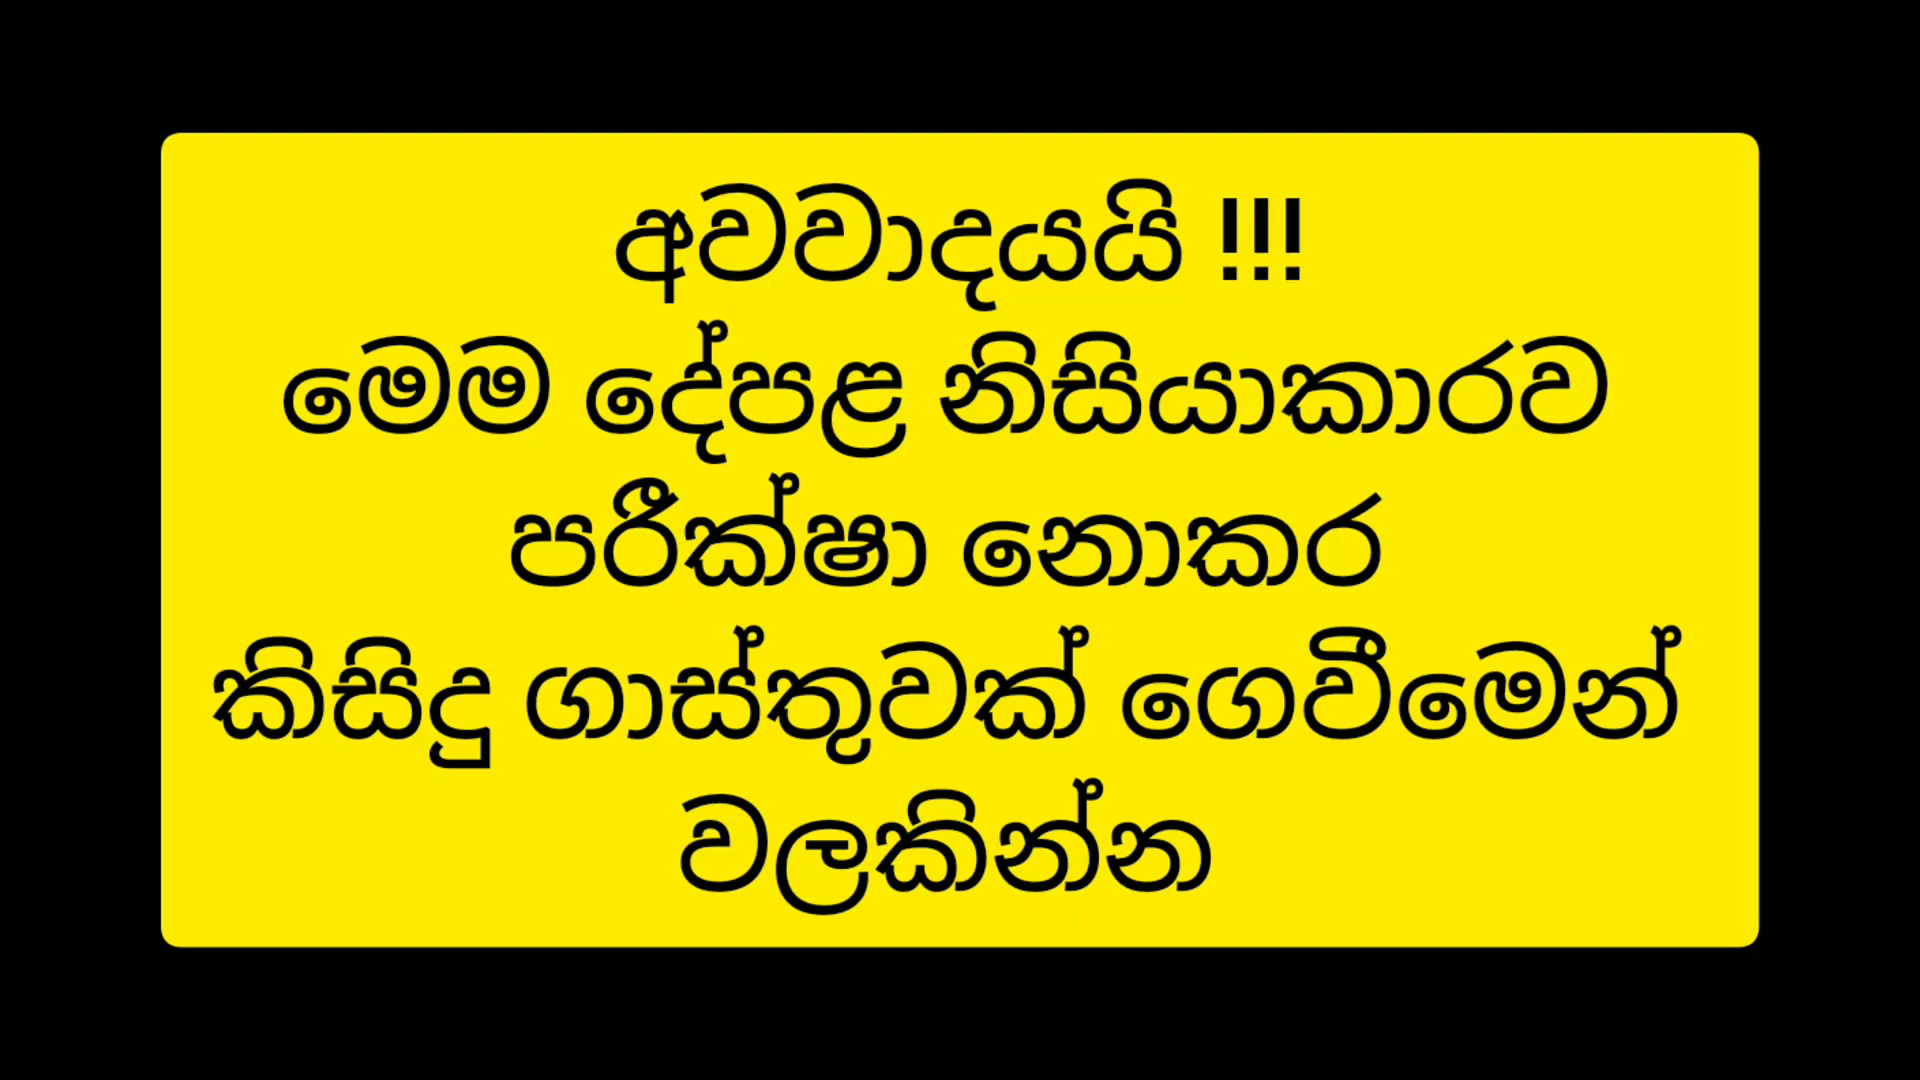 අවවාදයයි !!!
මෙම දේපළ නිසියාකාරව
පරීක්ෂා නොකර
කිසිදු ගාස්තුවක් ගෙවීමෙන්
වලකින්න